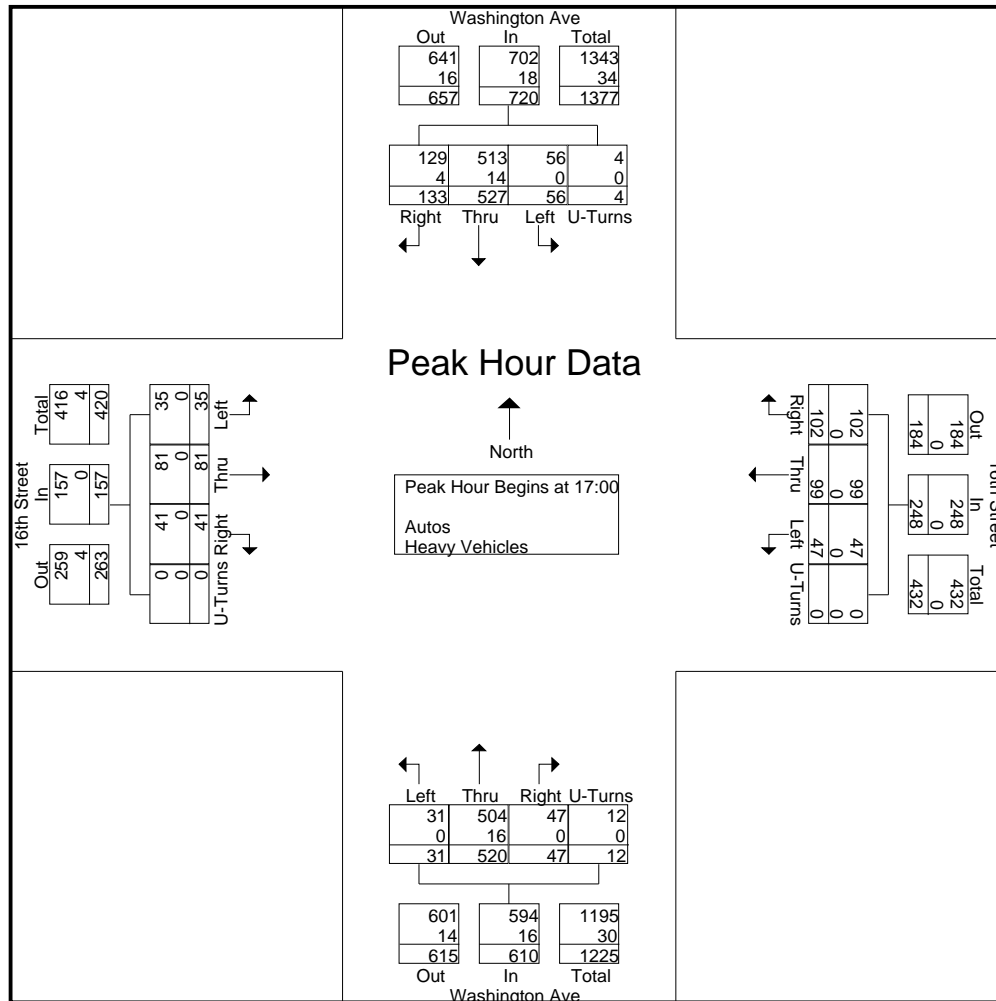 Washington Ave
Out In Total
641 702 1343
16 18 34
657 720 1377
129 513 56 4
4 14 0 0
133 527 56 4
Right Thru Left U-Turns
Peak Hour Data
North
Peak Hour Begins at 17:00
Autos
Heavy Vehicles
16th Street
Total In Out
416 157 259
4 0 4
420 157 263
35 81 41 0
0 0 0 0
35 81 41 0
Left Thru Right U-Turns
Street
Out In Total
184 248 432
0 0 0
184 248 432
102 99 47 0
0 0 0 0
102 99 47 0
Right Thru Left U-Turns
Left Thru Right U-Turns
31 504 47 12
0 16 0 0
31 520 47 12
601 594 1195
14 16 30
615 610 1225
Out In Total
Washington Ave